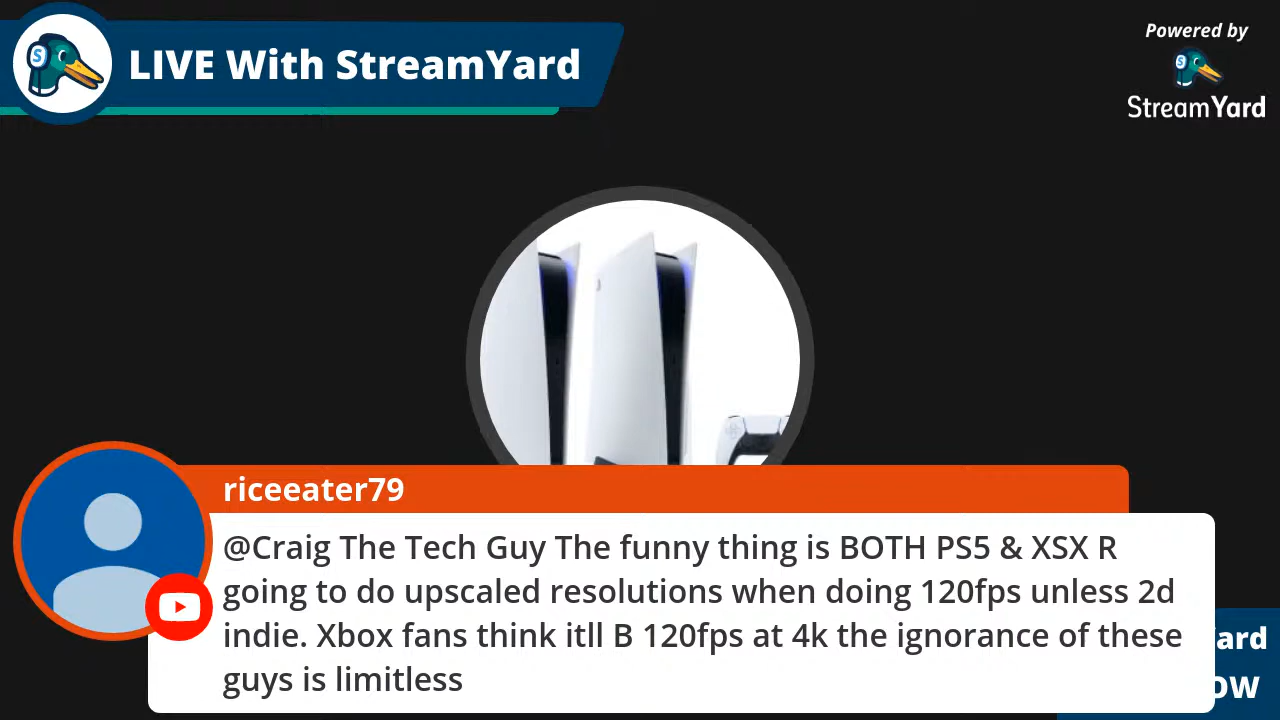 LIVE With StreamYard
Powered by
S
StreamYard
riceeater79
@Craig The Tech Guy The funny thing is BOTH PS5 & XSX R
going to do upscaled resolutions when doing 120fps unless 2d
indie. Xbox fans think itll B 120fps at 4k the ignorance of these
guys is limitless